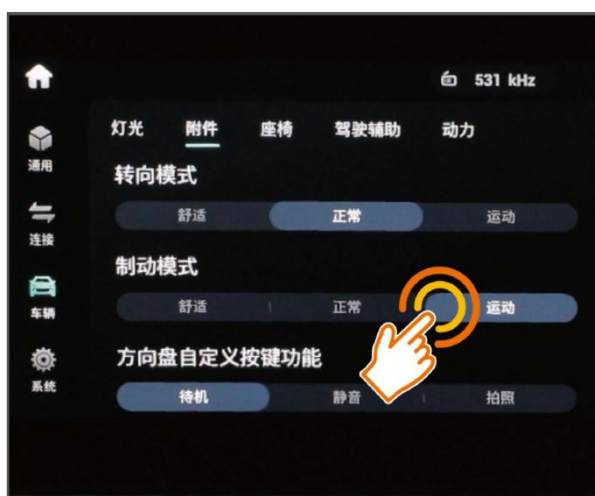 531 kHz
灯光 附件 座椅 驾驶辅助 动力
通用
转向模式
舒适 正常 运动
连接
制动模式
车辆
舒适 正常 运动
方向盘自定义按键功能
系统
待机 静音 拍照